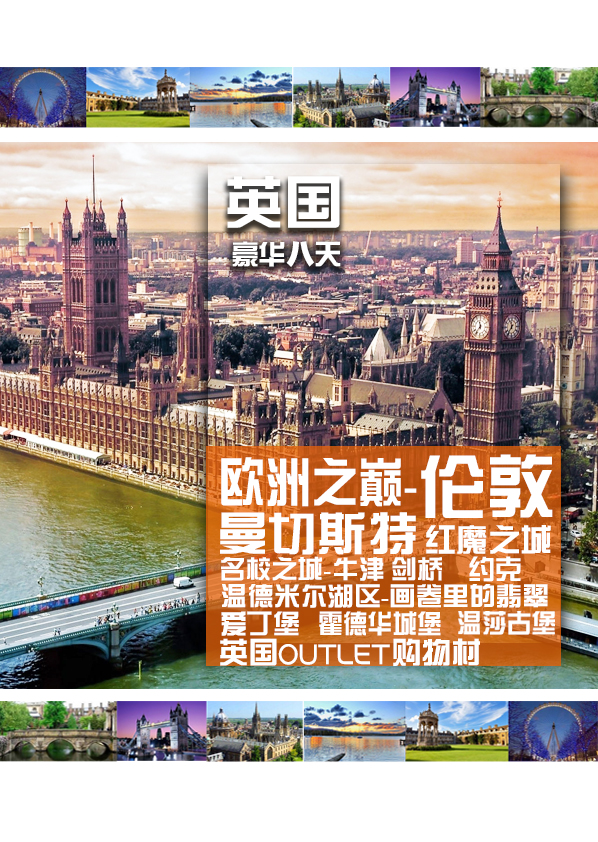 英国
豪华八天
欧洲之巅-伦敦
曼切斯特 红魔之城
名校之城-牛津 剑桥 约克
温德米尔湖区-画卷里的翡翠
爱丁堡 霍德华城堡 温莎古堡
英国OUTLET购物村